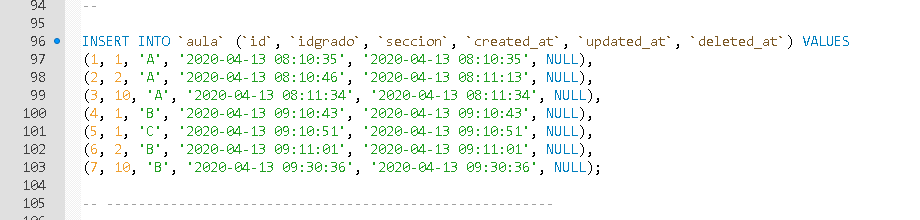 94 --
95
96 INSERT INTO `aula` (`id`, `idgrado`, `seccion`, `created_at`, `updated_at`, `deleted_at`) VALUES
97 (1, 1, 'A', '2020-04-13 08:10:35', '2020-04-13 08:10:35', NULL),
98 (2, 2, 'A', '2020-04-13 08:10:46', '2020-04-13 08:11:13', NULL),
99 (3, 10, 'A', '2020-04-13 08:11:34', '2020-04-13 08:11:34', NULL),
100 (4, 1, 'B', '2020-04-13 09:10:43', '2020-04-13 09:10:43', NULL),
101 (5, 1, 'C', '2020-04-13 09:10:51', '2020-04-13 09:10:51', NULL),
102 (6, 2, 'B', '2020-04-13 09:11:01', '2020-04-13 09:11:01', NULL),
103 (7, 10, 'B', '2020-04-13 09:30:36', '2020-04-13 09:30:36', NULL);
104
105 -- --------------------------------------------------------